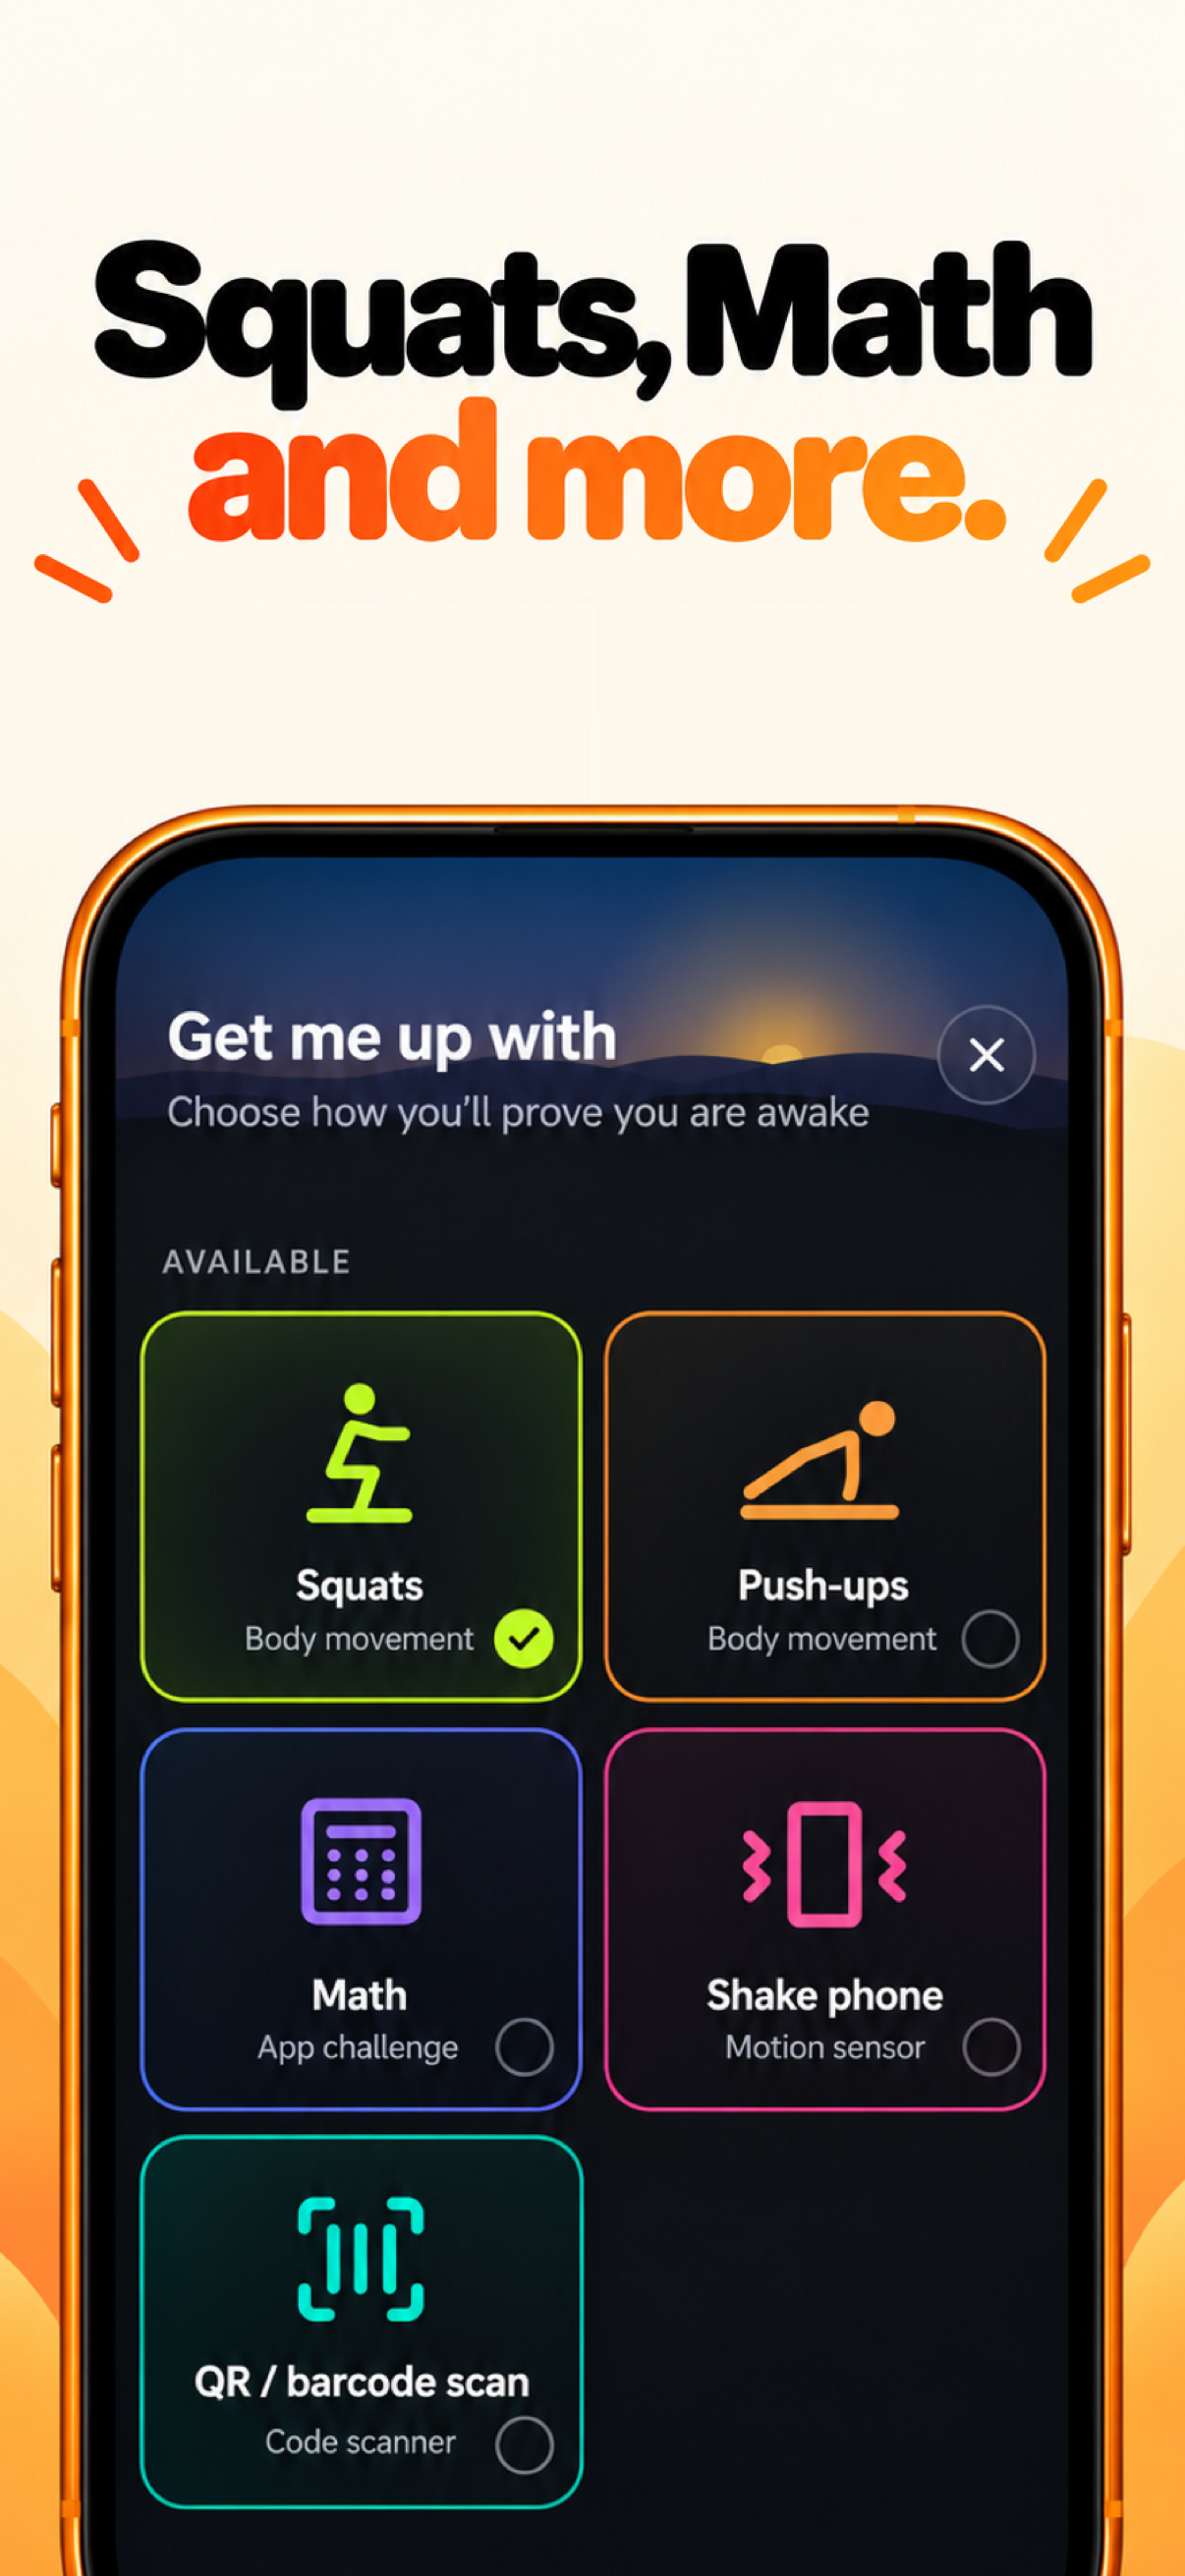 Squats, Math
and more.
Get me up with
Choose how you’ll prove you are awake
AVAILABLE
Squats
Body movement
Push-ups
Body movement
Math
App challenge
Shake phone
Motion sensor
QR / barcode scan
Code scanner